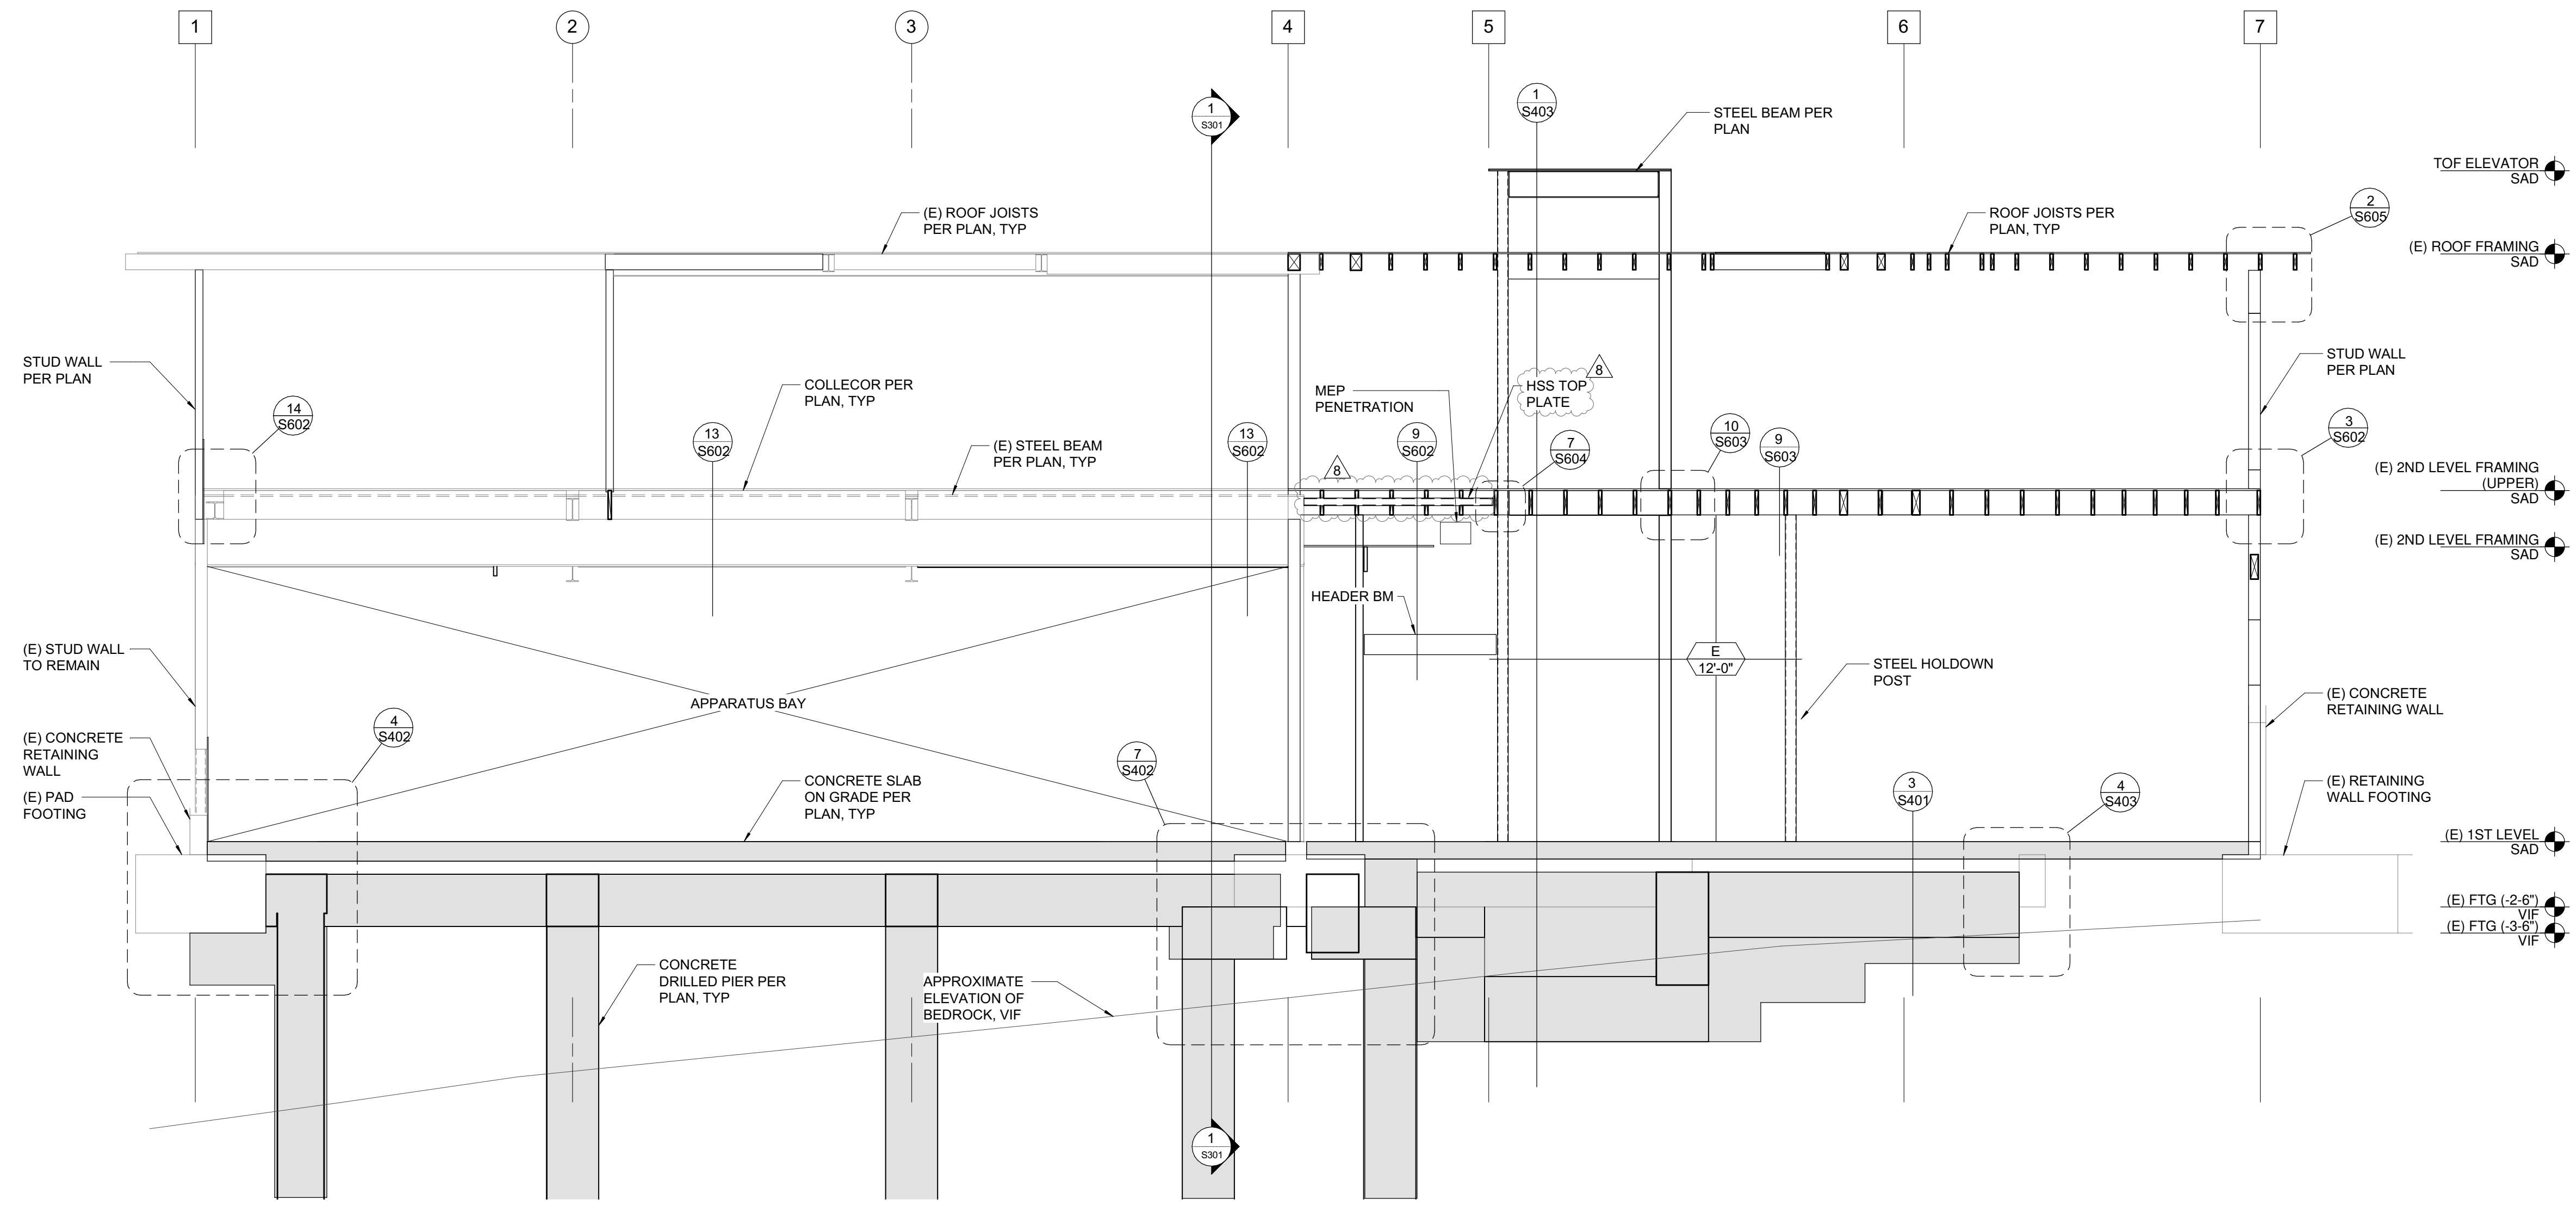 1
2
3
4
5
6
7
1
S301
1
S403
STEEL BEAM PER
PLAN
TOF ELEVATOR
SAD
2
S605
(E) ROOF JOISTS
PER PLAN, TYP
ROOF JOISTS PER
PLAN, TYP
(E) ROOF FRAMING
SAD
STUD WALL
PER PLAN
14
S602
COLLECOR PER
PLAN, TYP
13
S602
(E) STEEL BEAM
PER PLAN, TYP
13
S602
MEP
PENETRATION
8
9
S602
HSS TOP
PLATE
8
7
S604
10
S603
9
S603
STUD WALL
PER PLAN
3
S602
(E) 2ND LEVEL FRAMING
(UPPER)
SAD
(E) 2ND LEVEL FRAMING
SAD
HEADER BM
(E) STUD WALL
TO REMAIN
APPARATUS BAY
E
12'-0"
STEEL HOLDOWN
POST
(E) CONCRETE
RETAINING WALL
(E) CONCRETE
RETAINING
WALL
4
S402
(E) PAD
FOOTING
CONCRETE SLAB
ON GRADE PER
PLAN, TYP
7
S402
3
S401
4
S403
(E) RETAINING
WALL FOOTING
(E) 1ST LEVEL
SAD
(E) FTG (-2-6")
VIF
(E) FTG (-3-6")
VIF
CONCRETE
DRILLED PIER PER
PLAN, TYP
APPROXIMATE
ELEVATION OF
BEDROCK, VIF
1
S301